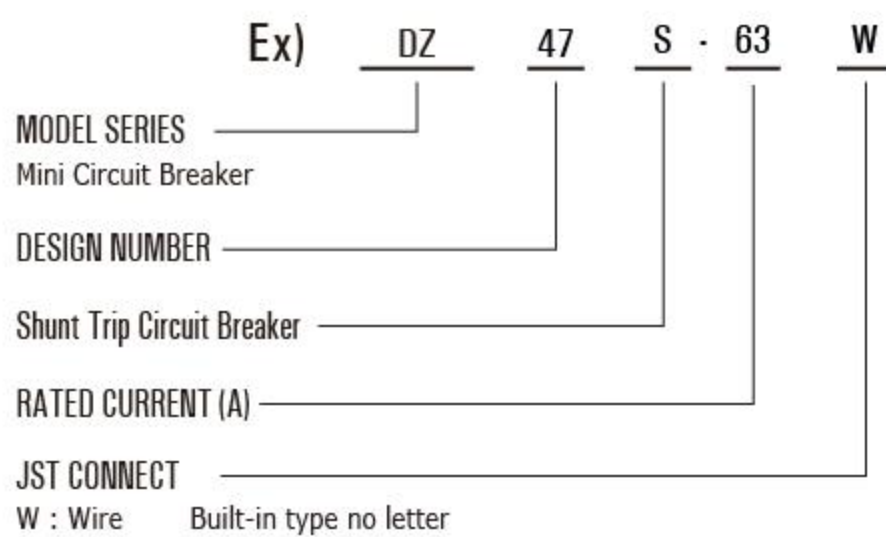 Ex) DZ 47 S - 63 W
MODEL SERIES
Mini Circuit Breaker
DESIGN NUMBER
Shunt Trip Circuit Breaker
RATED CURRENT (A)
JST CONNECT
W : Wire Built-in type no letter